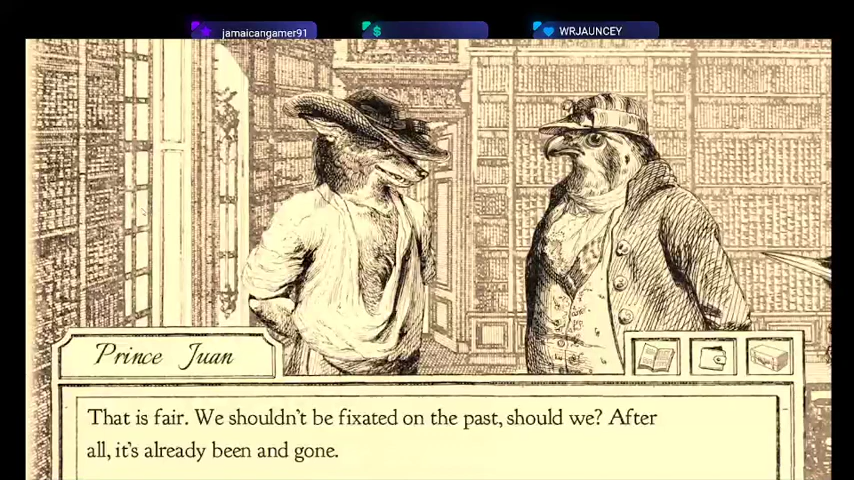 jamaicangamer91
$
WRJAUNCEY
Prince Juan
That is fair. We shouldn't be fixated on the past, should we? After
all, it's already been and gone.